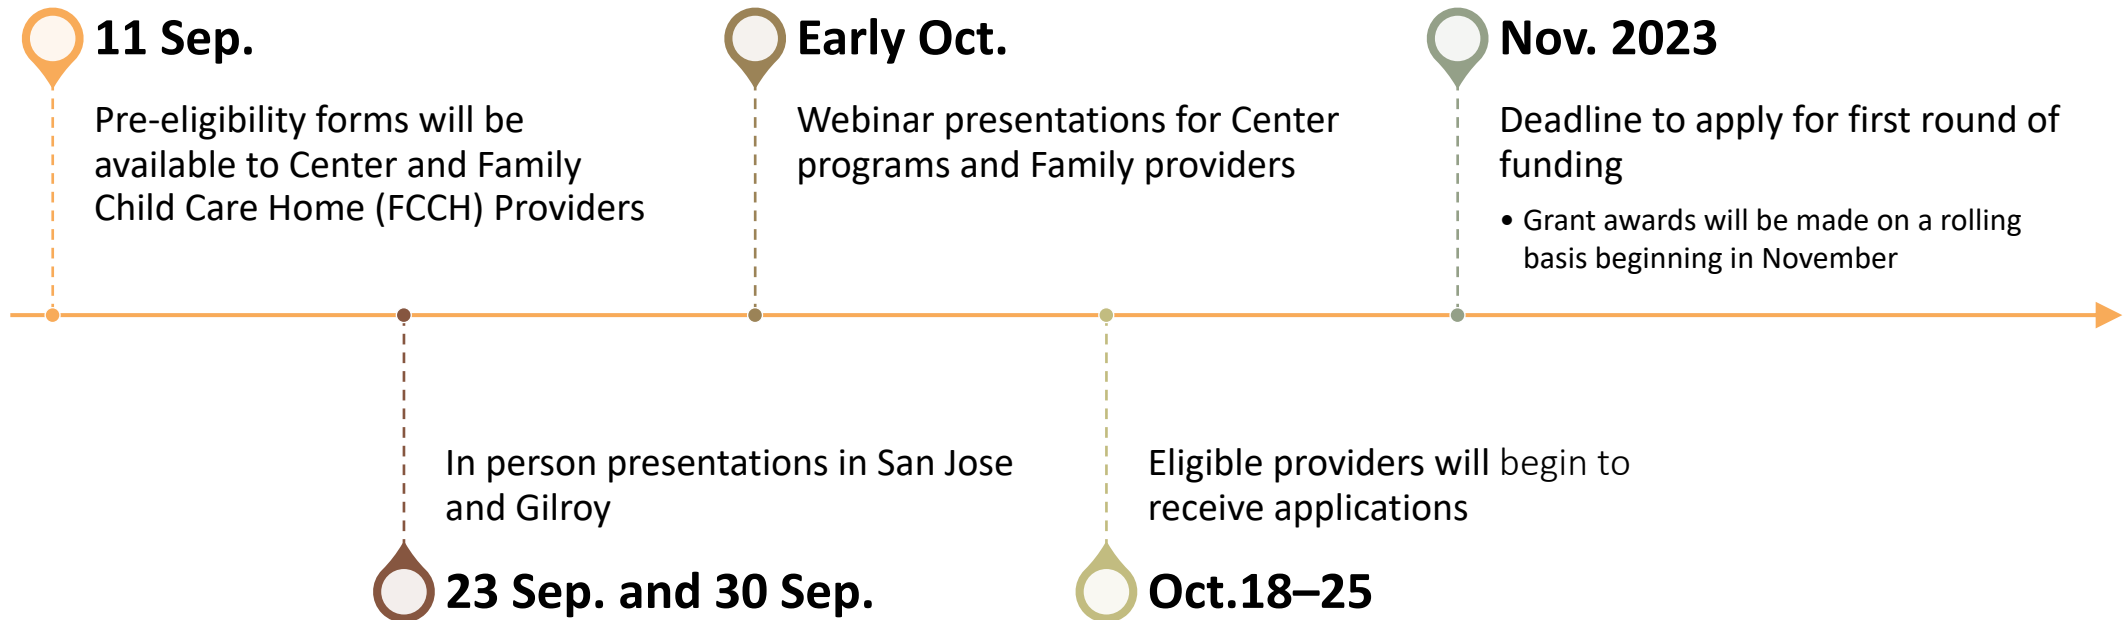 11 Sep.
Pre-eligibility forms will be
available to Center and Family
Child Care Home (FCCH) Providers
Early Oct.
Webinar presentations for Center
programs and Family providers
Nov. 2023
Deadline to apply for first round of
funding
• Grant awards will be made on a rolling
basis beginning in November
In person presentations in San Jose
and Gilroy
23 Sep. and 30 Sep.
Eligible providers will begin to
receive applications
Oct.18–25